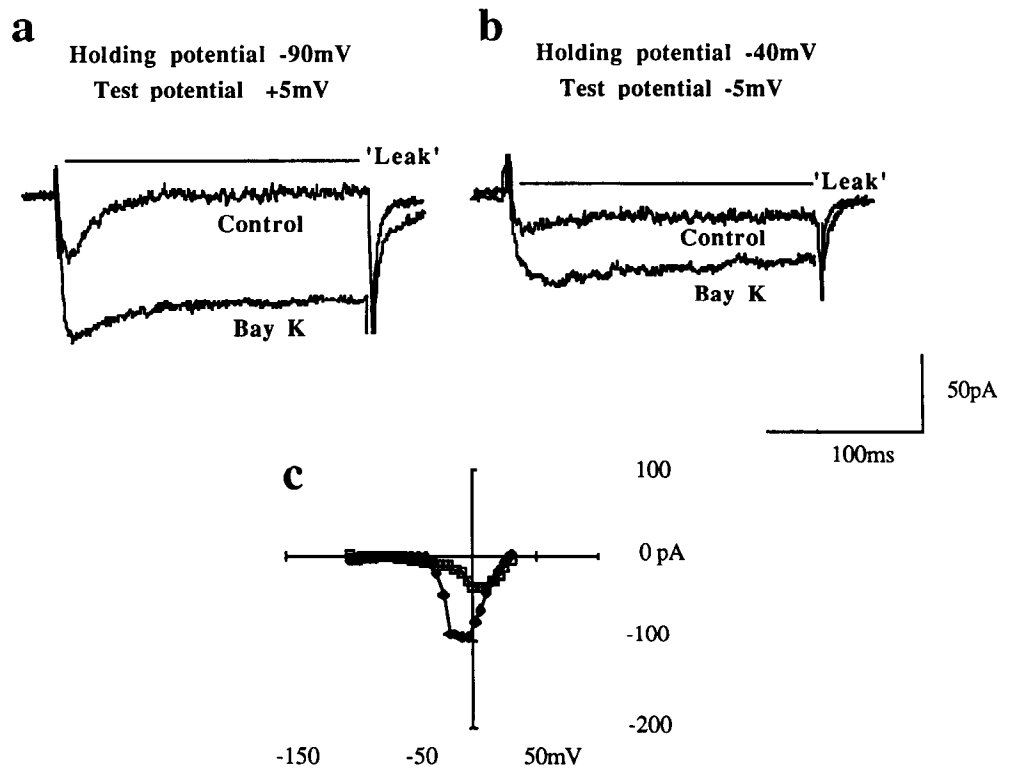 a
Holding potential -90mV
Test potential +5mV
'Leak'
Control
Bay K
b
Holding potential -40mV
Test potential -5mV
'Leak'
Control
Bay K
50pA
100ms
c
100
0 pA
-100
-200
-150
-50
50mV